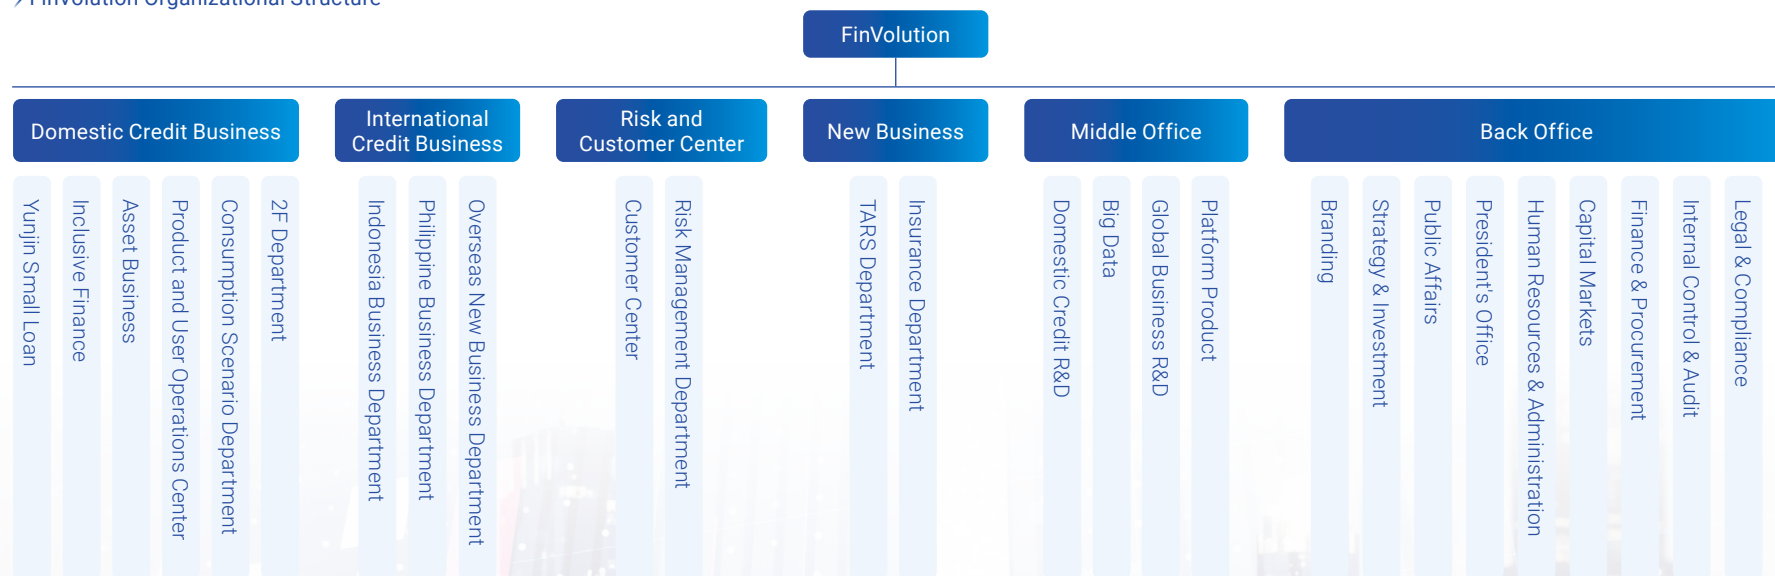 FinVolution Organizational Structure
FinVolution
Domestic Credit Business
International
Credit Business
Risk and
Customer Center
New Business
Middle Office
Back Office
Yunjin Small Loan
Inclusive Finance
Asset Business
Product and User Operations Center
Consumption Scenario Department
2F Department
Indonesia Business Department
Philippine Business Department
Overseas New Business Department
Customer Center
Risk Management Department
TARS Department
Insurance Department
Domestic Credit R&D
Big Data
Global Business R&D
Platform Product
Branding
Strategy & Investment
Public Affairs
President's Office
Human Resources & Administration
Capital Markets
Finance & Procurement
Internal Control & Audit
Legal & Compliance